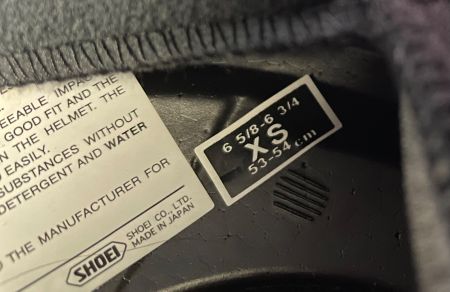 EEABLE IMPAC
GOOD FIT AND THE
N THE HELMET. THE
EASILY.
SUBSTANCES WITHOUT
DETERGENT AND WATER
O THE MANUFACTURER FOR
SHOEI
SHOEI CO., LTD.
MADE IN JAPAN
6 5/8-6 3/4
XS
53-54 cm